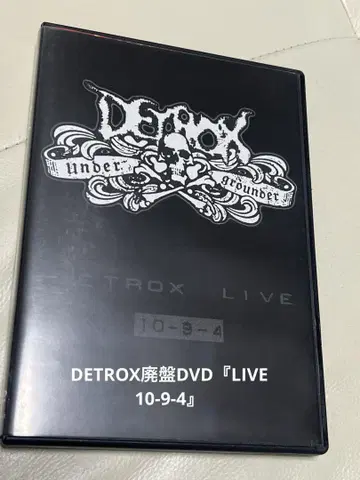 DETROX
under
grounder
DETROX LIVE
10-9-4
DETROX廃盤DVD『LIVE
10-9-4』